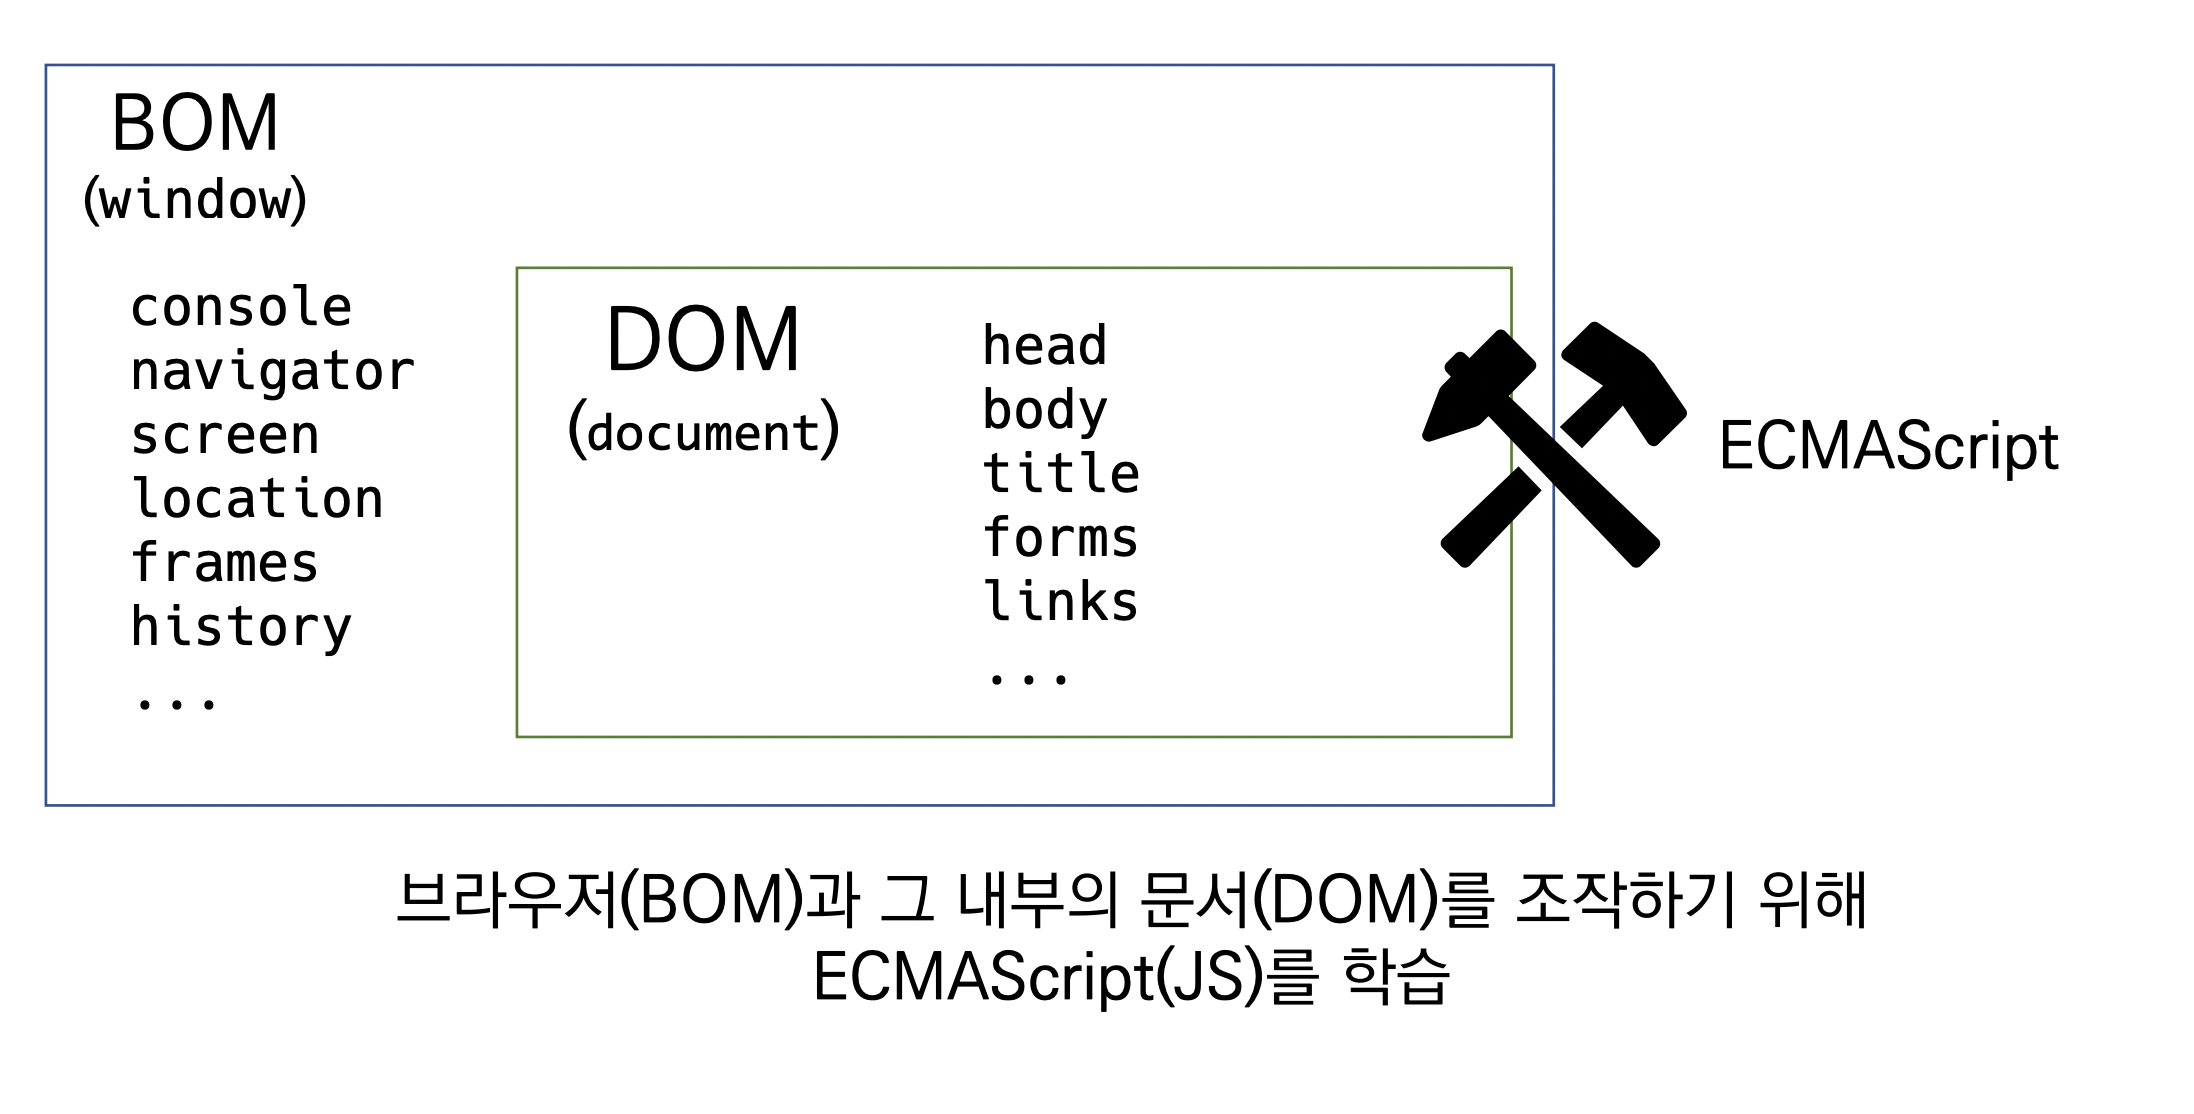 BOM
(window)
console
navigator
screen
location
frames
history
...
DOM
(document)
head
body
title
forms
links
...
ECMAScript
브라우저(BOM)과 그 내부의 문서(DOM)를 조작하기 위해
ECMAScript(JS)를 학습